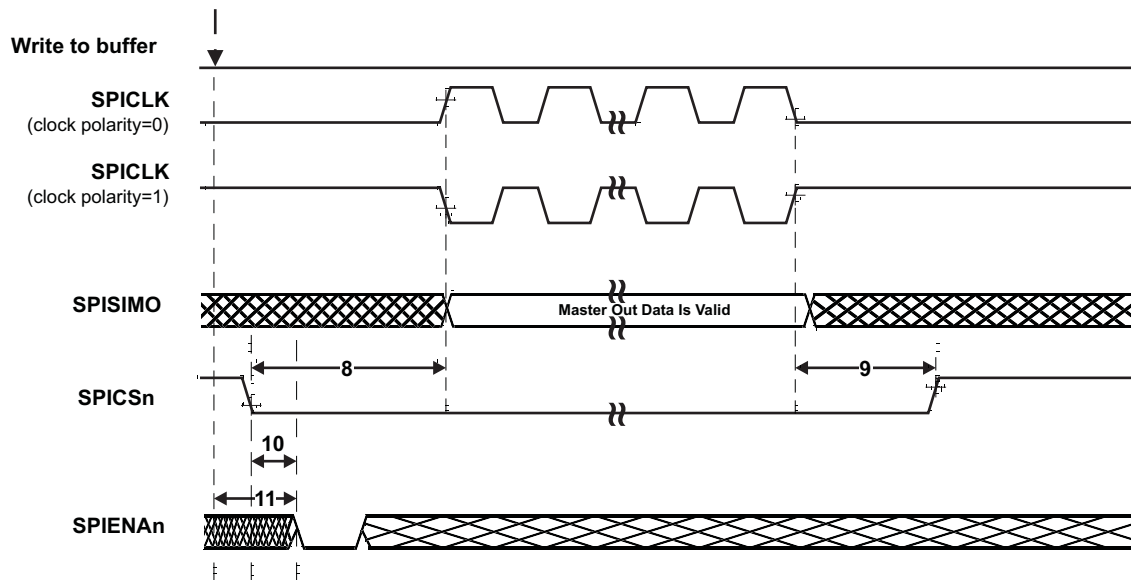 Write to buffer
SPICLK
(clock polarity=0)
SPICLK
(clock polarity=1)
SPISIMO
Master Out Data Is Valid
8
9
SPICSn
10
11
SPIENAn